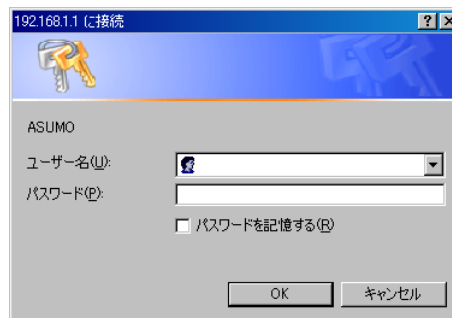 192.168.1.1 に接続
ASUMO
ユーザー名(U):
パスワード(P):
パスワードを記憶する(R)
OK
キャンセル